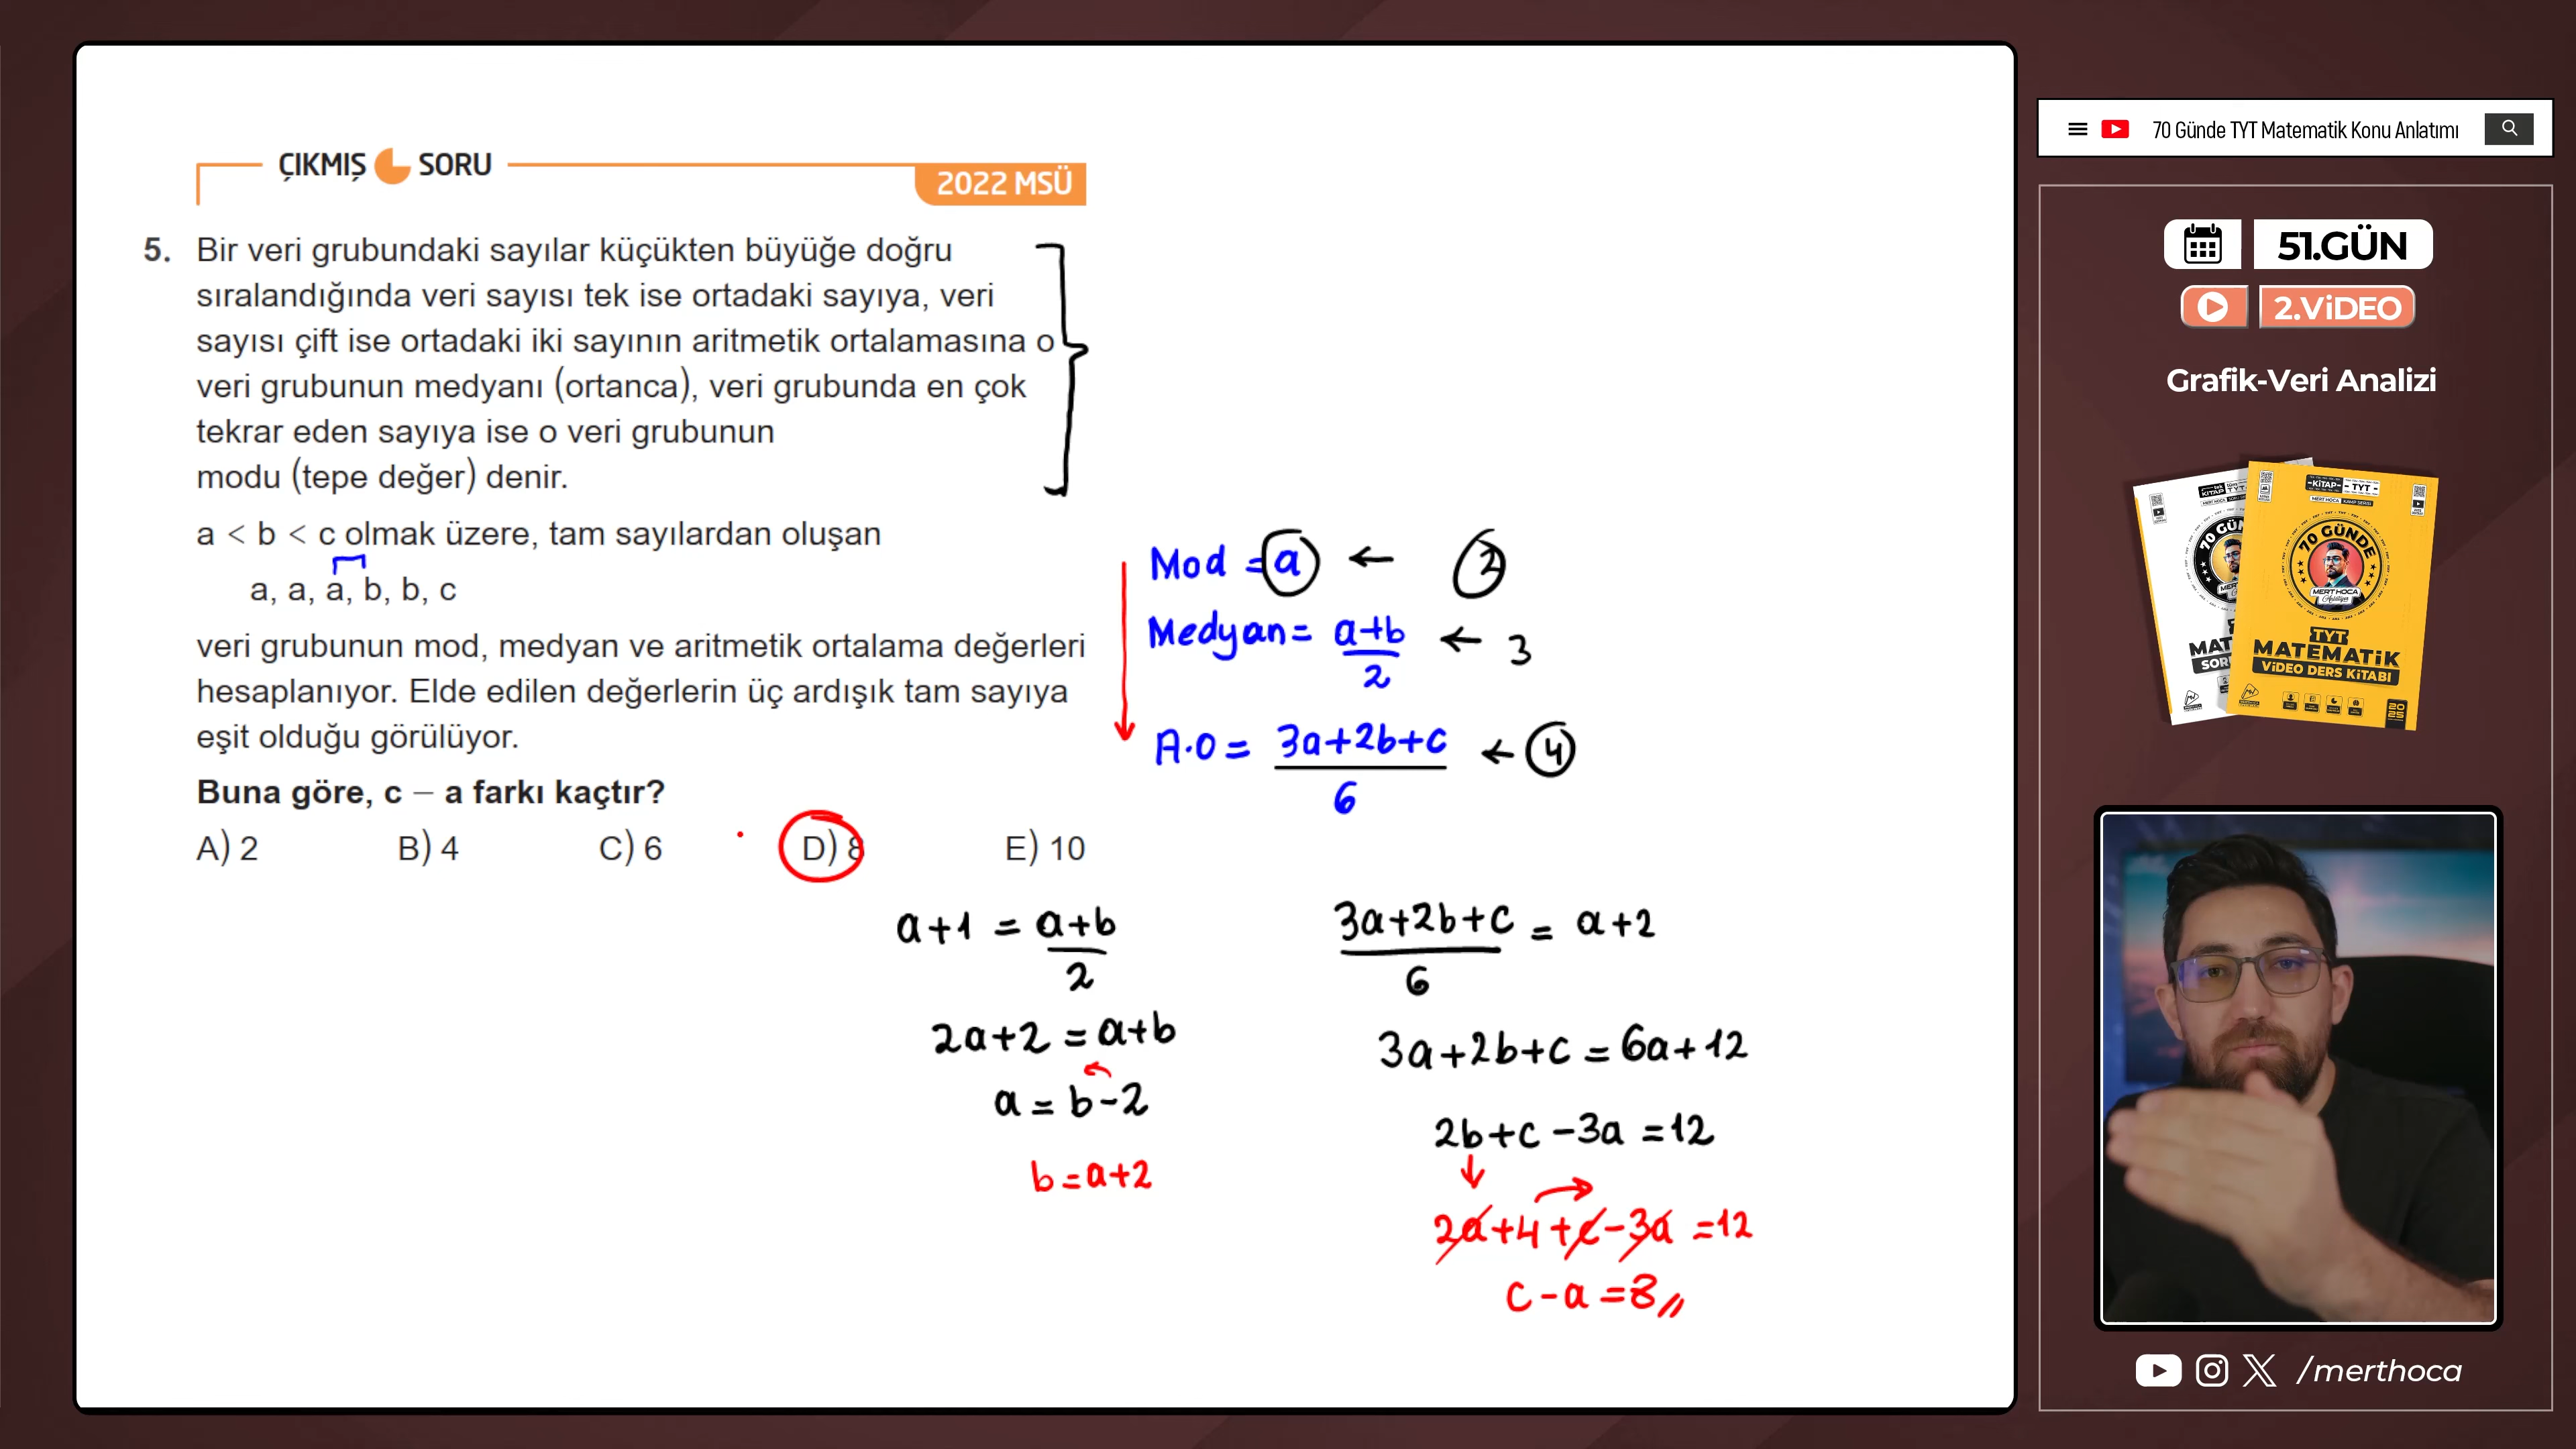 ÇIKMIŞ SORU
2022 MSÜ
5. Bir veri grubundaki sayılar küçükten büyüğe doğru
sıralandığında veri sayısı tek ise ortadaki sayıya, veri
sayısı çift ise ortadaki iki sayının aritmetik ortalamasına o
veri grubunun medyanı (ortanca), veri grubunda en çok
tekrar eden sayıya ise o veri grubunun
modu (tepe değer) denir.
a < b < c olmak üzere, tam sayılardan oluşan
a, a, a, b, b, c
veri grubunun mod, medyan ve aritmetik ortalama değerleri
hesaplanıyor. Elde edilen değerlerin üç ardışık tam sayıya
eşit olduğu görülüyor.
Buna göre, c − a farkı kaçtır?
A) 2 B) 4 C) 6 D) 8 E) 10
Mod = a ← 2
Medyan = a+b ← 3
2
A.O = 3a+2b+c ← 4
6
a+1 = a+b
2
2a+2 = a+b
a = b-2
b = a+2
3a+2b+c = a+2
6
3a+2b+c = 6a+12
2b+c-3a = 12
2a+4+c-3a = 12
c-a = 8
70 Günde TYT Matematik Konu Anlatımı
51.GÜN
2.ViDEO
Grafik-Veri Analizi
KiTAP TYT
70 GÜNDE
MERT HOCA
TYT
MATEMATiK
ViDEO DERS KiTABI
/merthoca